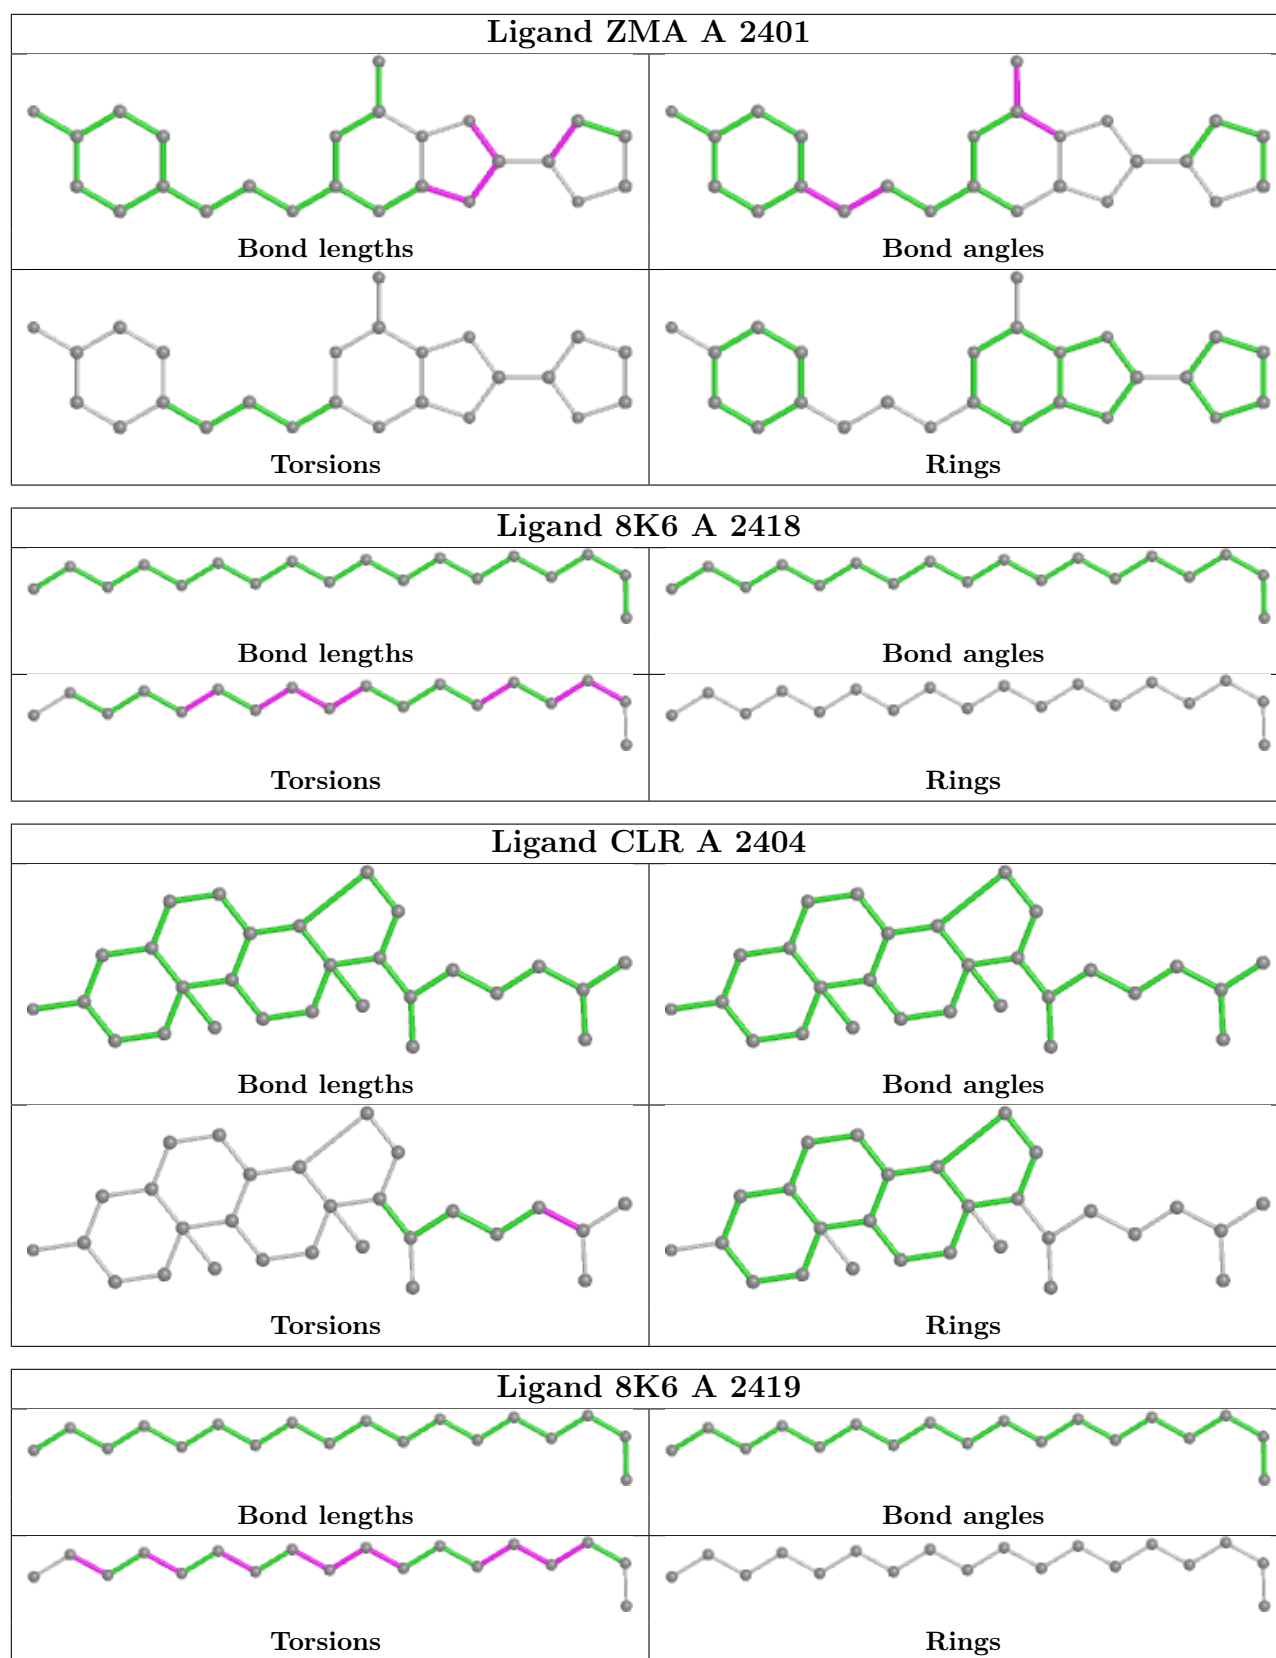 Ligand ZMA A 2401
Bond lengths
Bond angles
Torsions
Rings
Ligand 8K6 A 2418
Bond lengths
Bond angles
Torsions
Rings
Ligand CLR A 2404
Bond lengths
Bond angles
Torsions
Rings
Ligand 8K6 A 2419
Bond lengths
Bond angles
Torsions
Rings